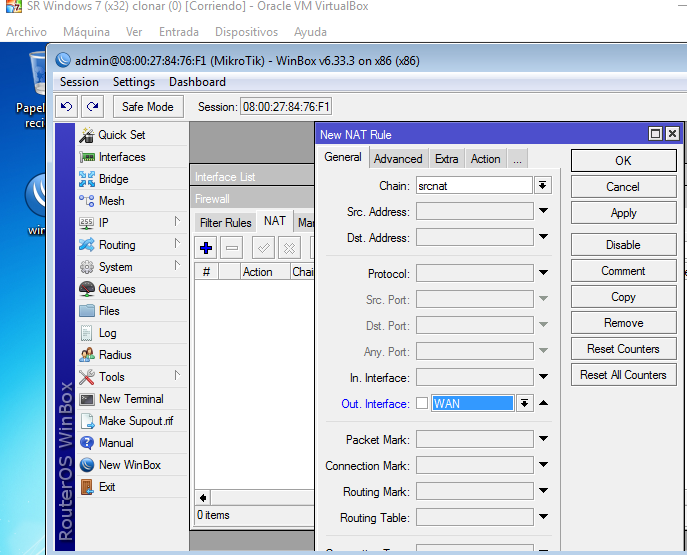 SR Windows 7 (x32) clonar (0) [Corriendo] - Oracle VM VirtualBox
Archivo Máquina Ver Entrada Dispositivos Ayuda
admin@08:00:27:84:76:F1 (MikroTik) - WinBox v6.33.3 on x86 (x86)
Session Settings Dashboard
Safe Mode Session: 08:00:27:84:76:F1
Papel
reci
win
RouterOS WinBox
Quick Set
Interfaces
Bridge
Mesh
IP
Routing
System
Queues
Files
Log
Radius
Tools
New Terminal
Make Supout.rif
Manual
New WinBox
Exit
Interface List
Firewall
Filter Rules NAT Ma
# Action Chai
0 items
New NAT Rule
General Advanced Extra Action ...
Chain: srcnat
Src. Address:
Dst. Address:
Protocol:
Src. Port:
Dst. Port:
Any. Port:
In. Interface:
Out. Interface: WAN
Packet Mark:
Connection Mark:
Routing Mark:
Routing Table:
OK
Cancel
Apply
Disable
Comment
Copy
Remove
Reset Counters
Reset All Counters